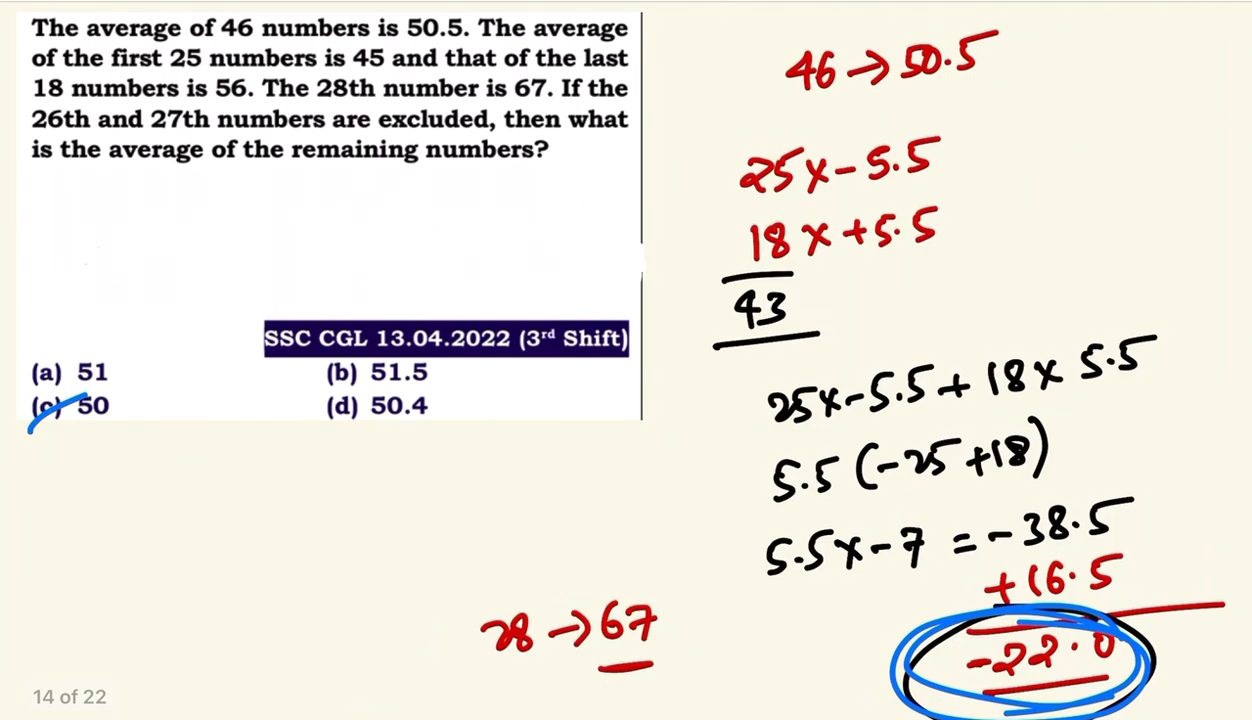 The average of 46 numbers is 50.5. The average
of the first 25 numbers is 45 and that of the last
18 numbers is 56. The 28th number is 67. If the
26th and 27th numbers are excluded, then what
is the average of the remaining numbers?
SSC CGL 13.04.2022 (3rd Shift)
(a) 51 (b) 51.5
(c) 50 (d) 50.4
46 → 50.5
25x - 5.5
18x + 5.5
43
25x - 5.5 + 18x 5.5
5.5 (-25 + 18)
5.5x - 7 = -38.5
+16.5
-22.0
28 → 67
14 of 22